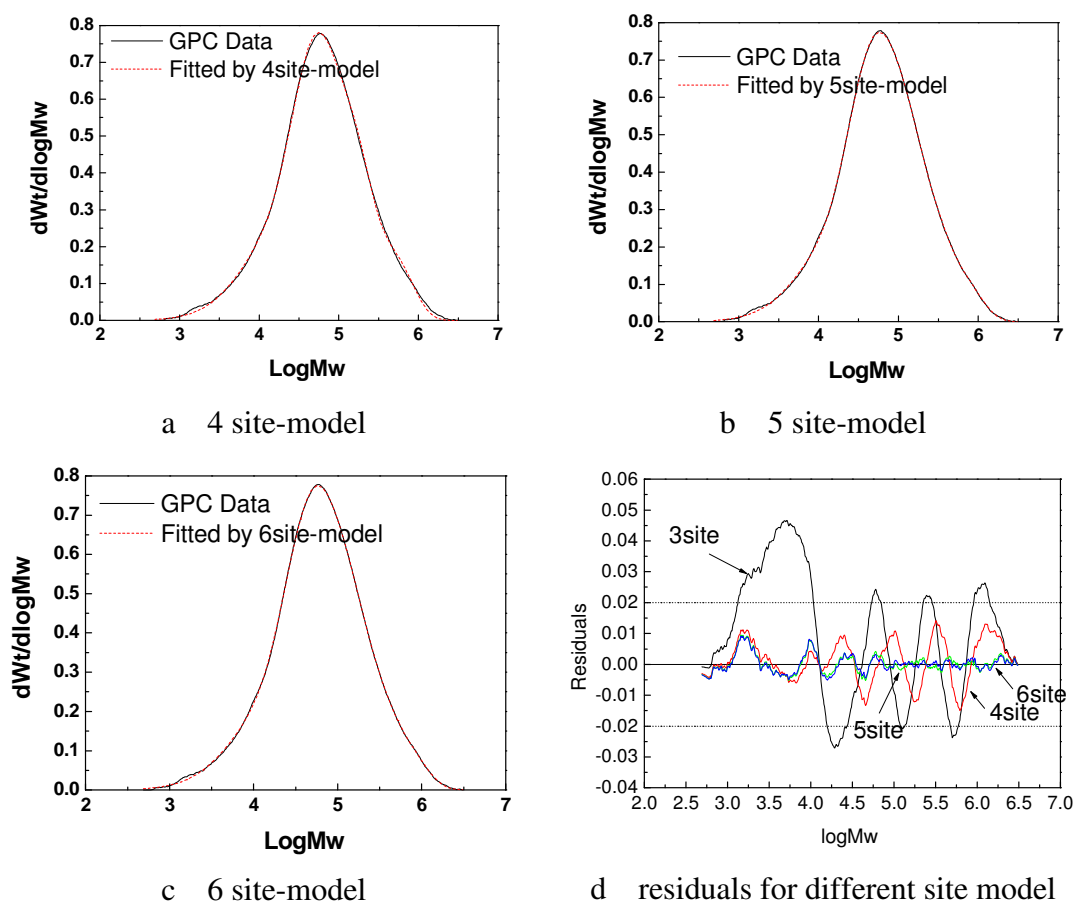 0.8
0.7
0.6
0.5
0.4
0.3
0.2
0.1
0.0
dWt/dlogMw
GPC Data
Fitted by 4site-model
2 3 4 5 6 7
LogMw
a 4 site-model
0.8
0.7
0.6
0.5
0.4
0.3
0.2
0.1
0.0
dWt/dlogMw
GPC Data
Fitted by 5site-model
2 3 4 5 6 7
LogMw
b 5 site-model
0.8
0.7
0.6
0.5
0.4
0.3
0.2
0.1
0.0
dWt/dlogMw
GPC Data
Fitted by 6site-model
2 3 4 5 6 7
LogMw
c 6 site-model
0.06
0.05
0.04
0.03
0.02
0.01
0.00
-0.01
-0.02
-0.03
-0.04
Residuals
3site
6site
4site
5site
2.0 2.5 3.0 3.5 4.0 4.5 5.0 5.5 6.0 6.5 7.0
logMw
d residuals for different site model